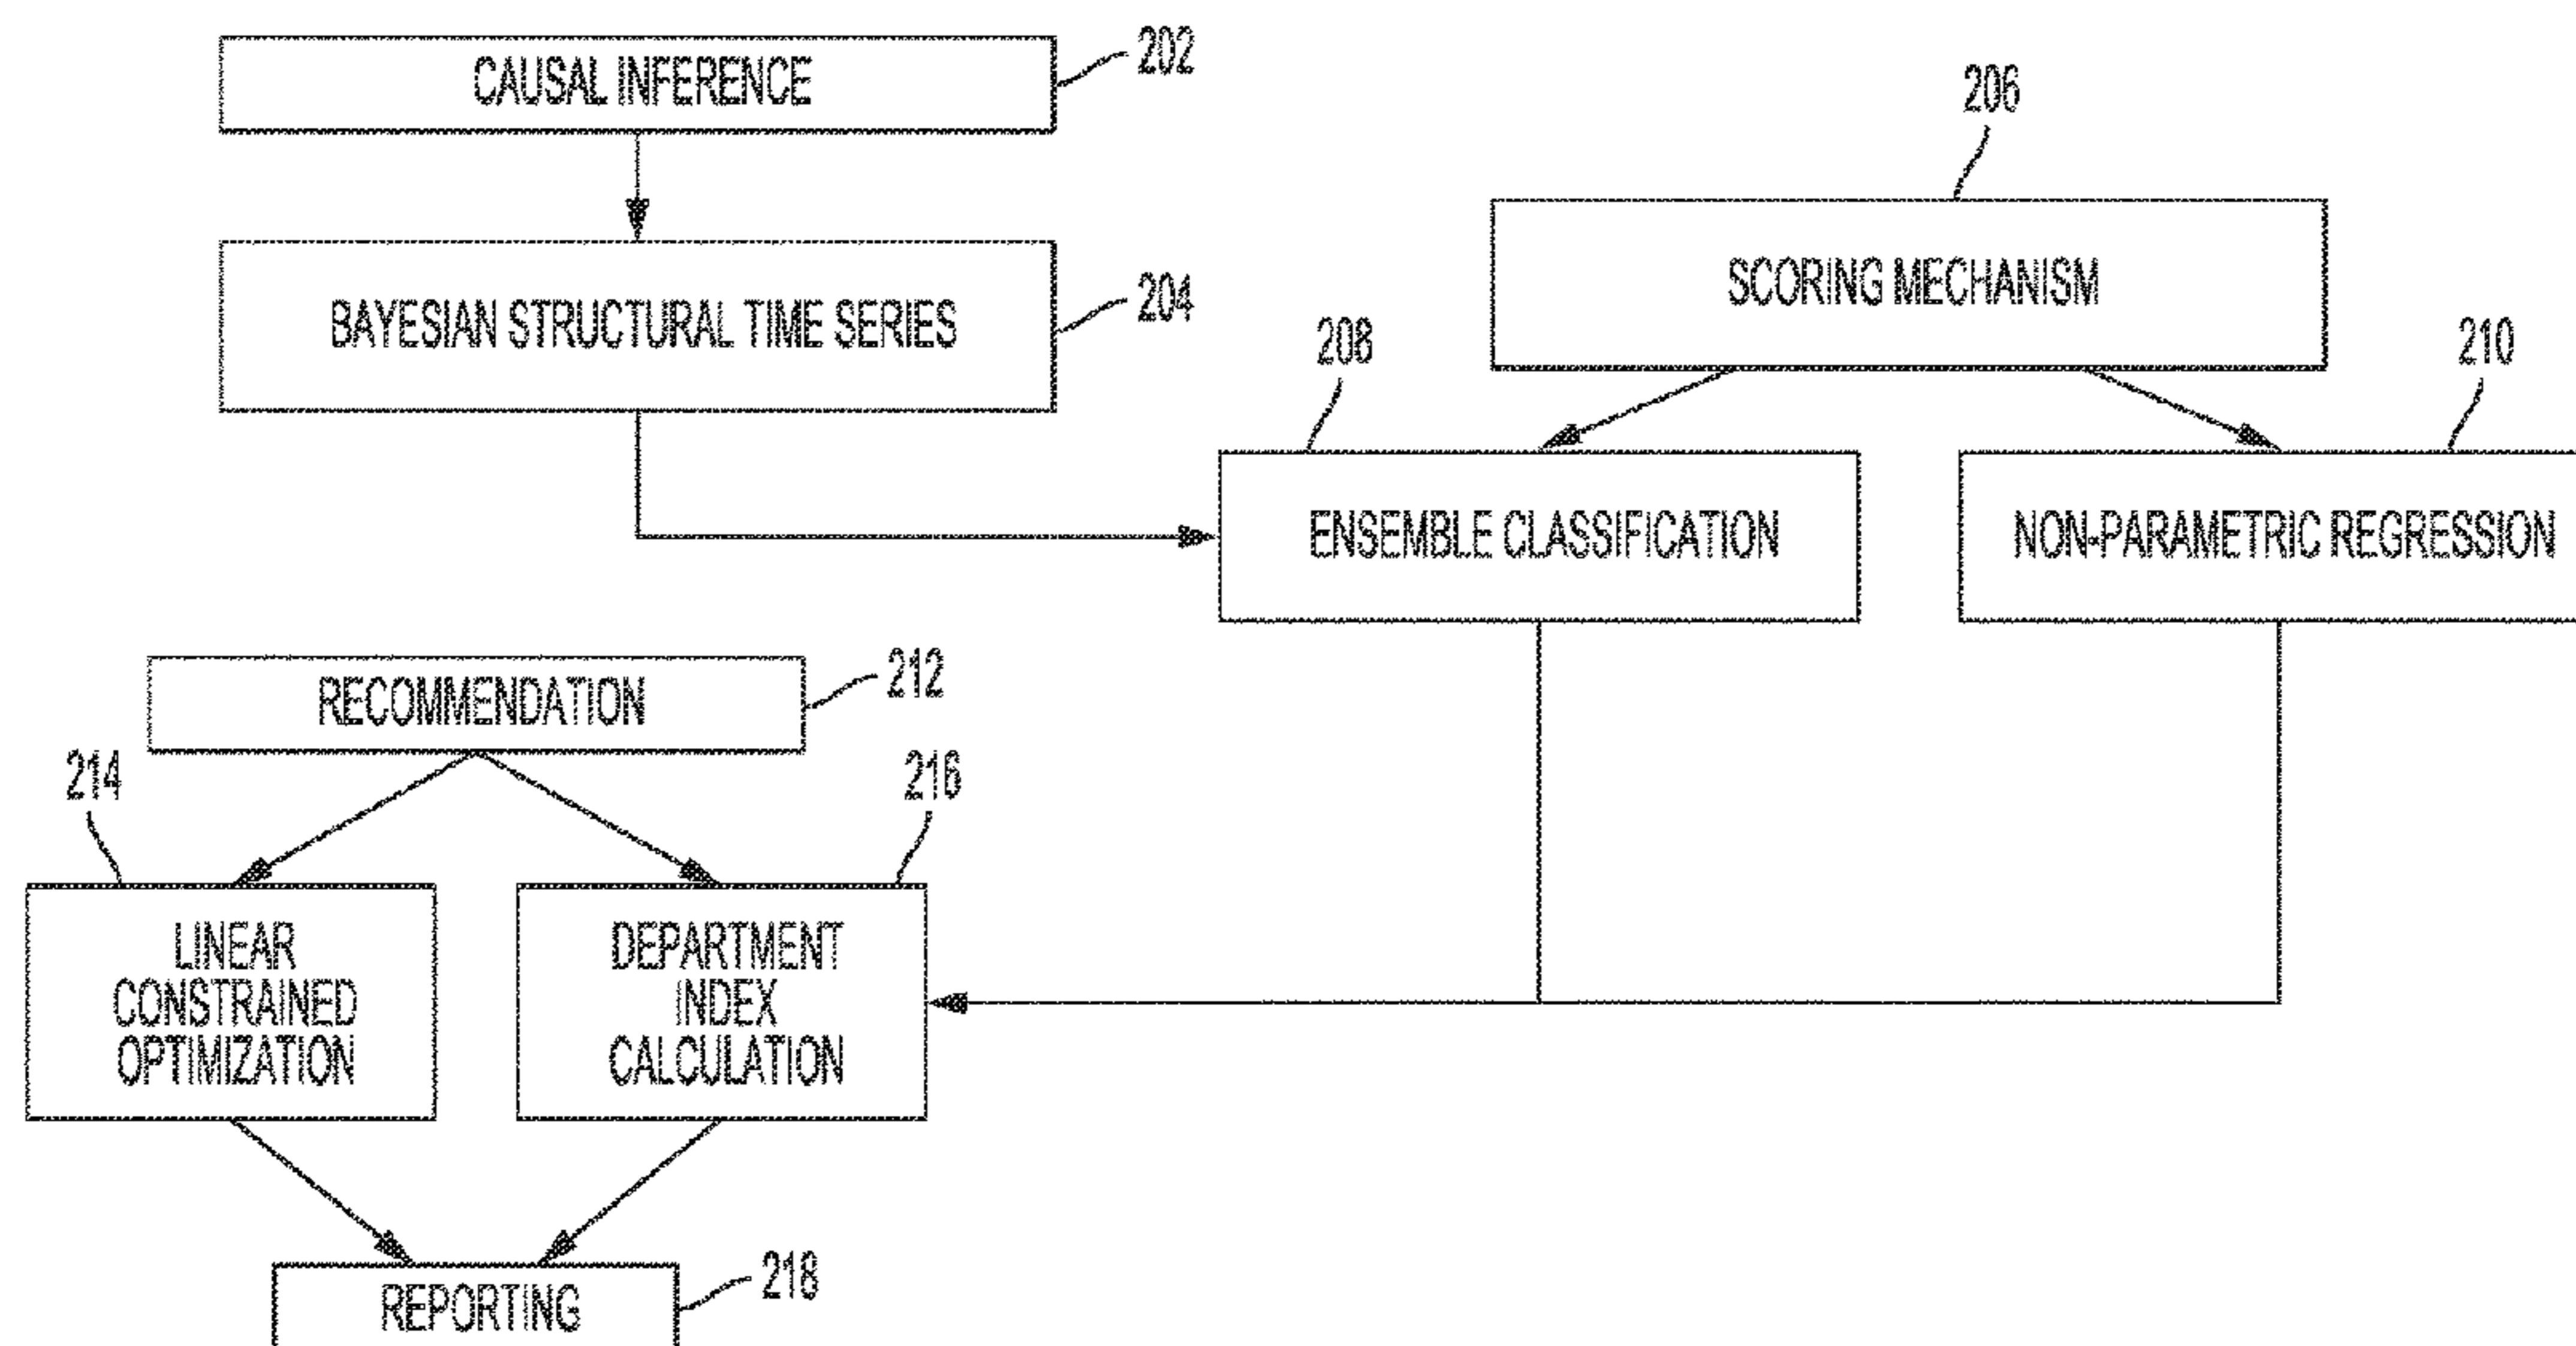 CAUSAL INFERENCE
202
206
BAYESIAN STRUCTURAL TIME SERIES
204
SCORING MECHANISM
208
210
ENSEMBLE CLASSIFICATION
NON-PARAMETRIC REGRESSION
RECOMMENDATION
212
214
216
LINEAR
CONSTRAINED
OPTIMIZATION
DEPARTMENT
INDEX
CALCULATION
REPORTING
218